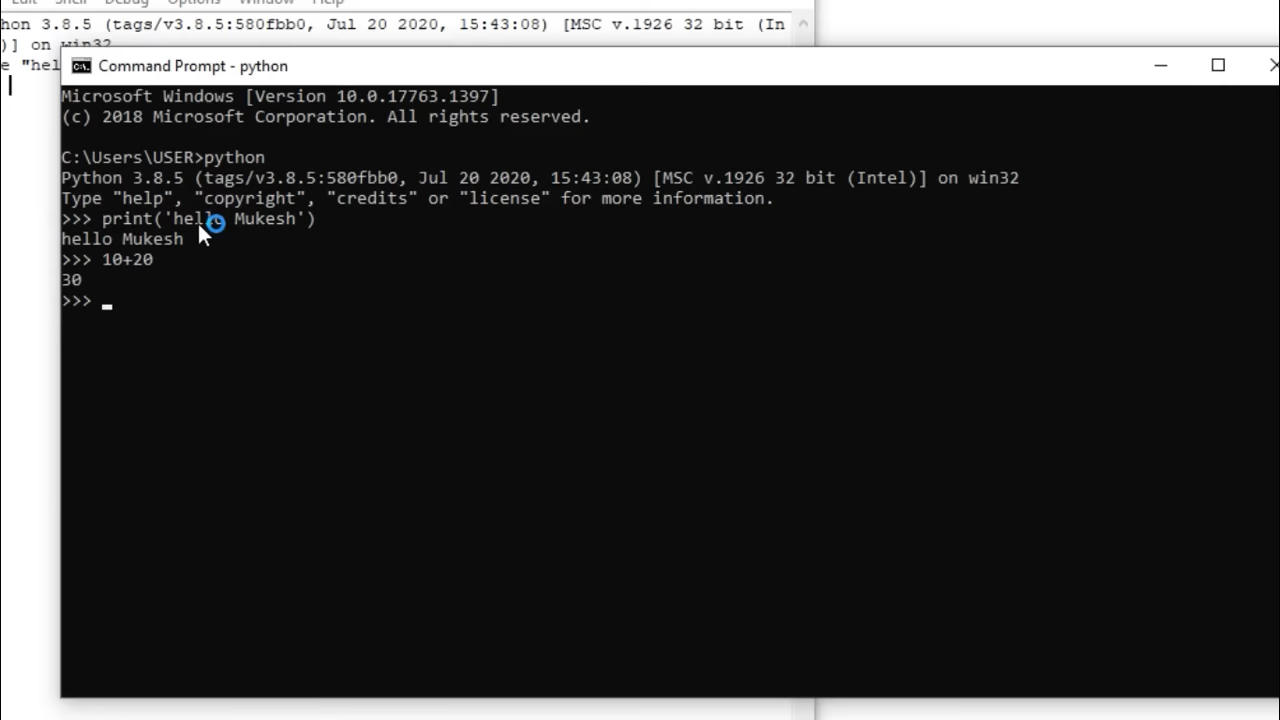 Edit Shell Debug Options Window Help
hon 3.8.5 (tags/v3.8.5:580fbb0, Jul 20 2020, 15:43:08) [MSC v.1926 32 bit (In
)] on win32
e "hel
Command Prompt - python
Microsoft Windows [Version 10.0.17763.1397]
(c) 2018 Microsoft Corporation. All rights reserved.
C:\Users\USER>python
Python 3.8.5 (tags/v3.8.5:580fbb0, Jul 20 2020, 15:43:08) [MSC v.1926 32 bit (Intel)] on win32
Type "help", "copyright", "credits" or "license" for more information.
>>> print('hello Mukesh')
hello Mukesh
>>> 10+20
30
>>> _